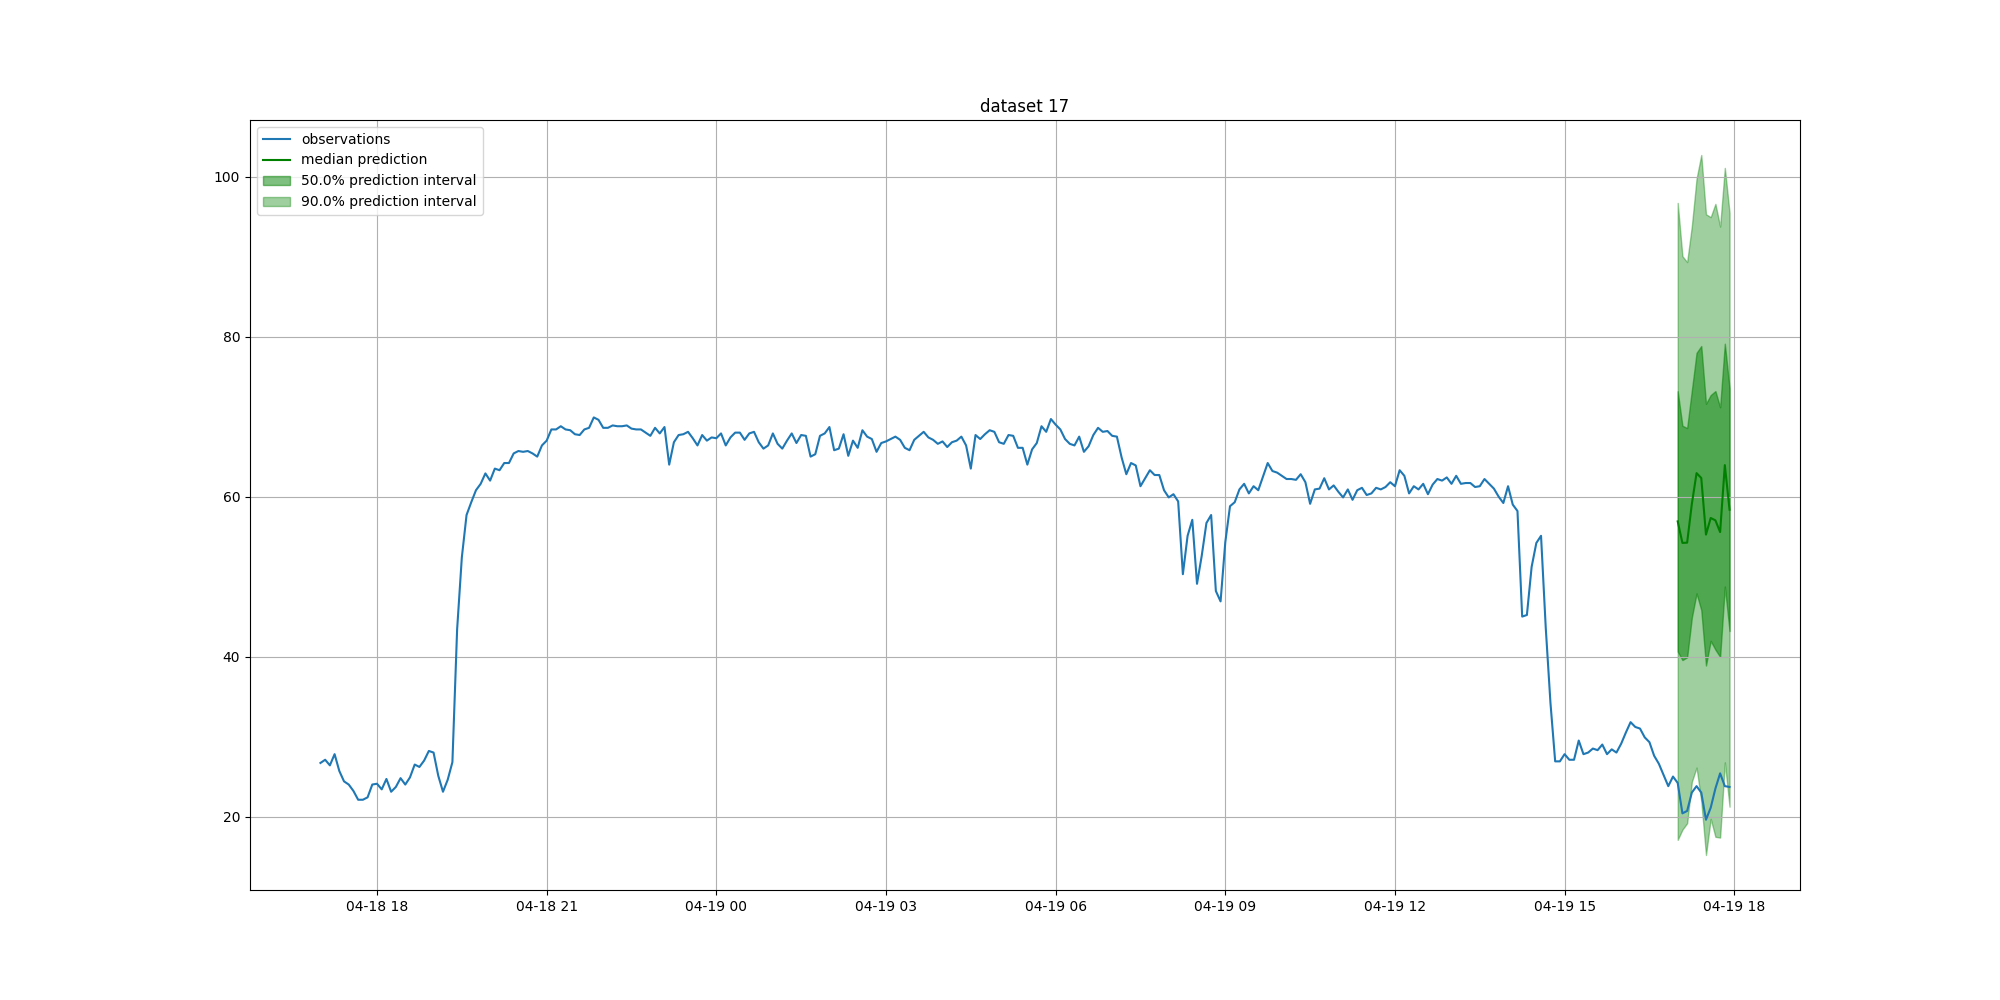 dataset 17
observations
median prediction
50.0% prediction interval
90.0% prediction interval
100
80
60
40
20
04-18 18
04-18 21
04-19 00
04-19 03
04-19 06
04-19 09
04-19 12
04-19 15
04-19 18